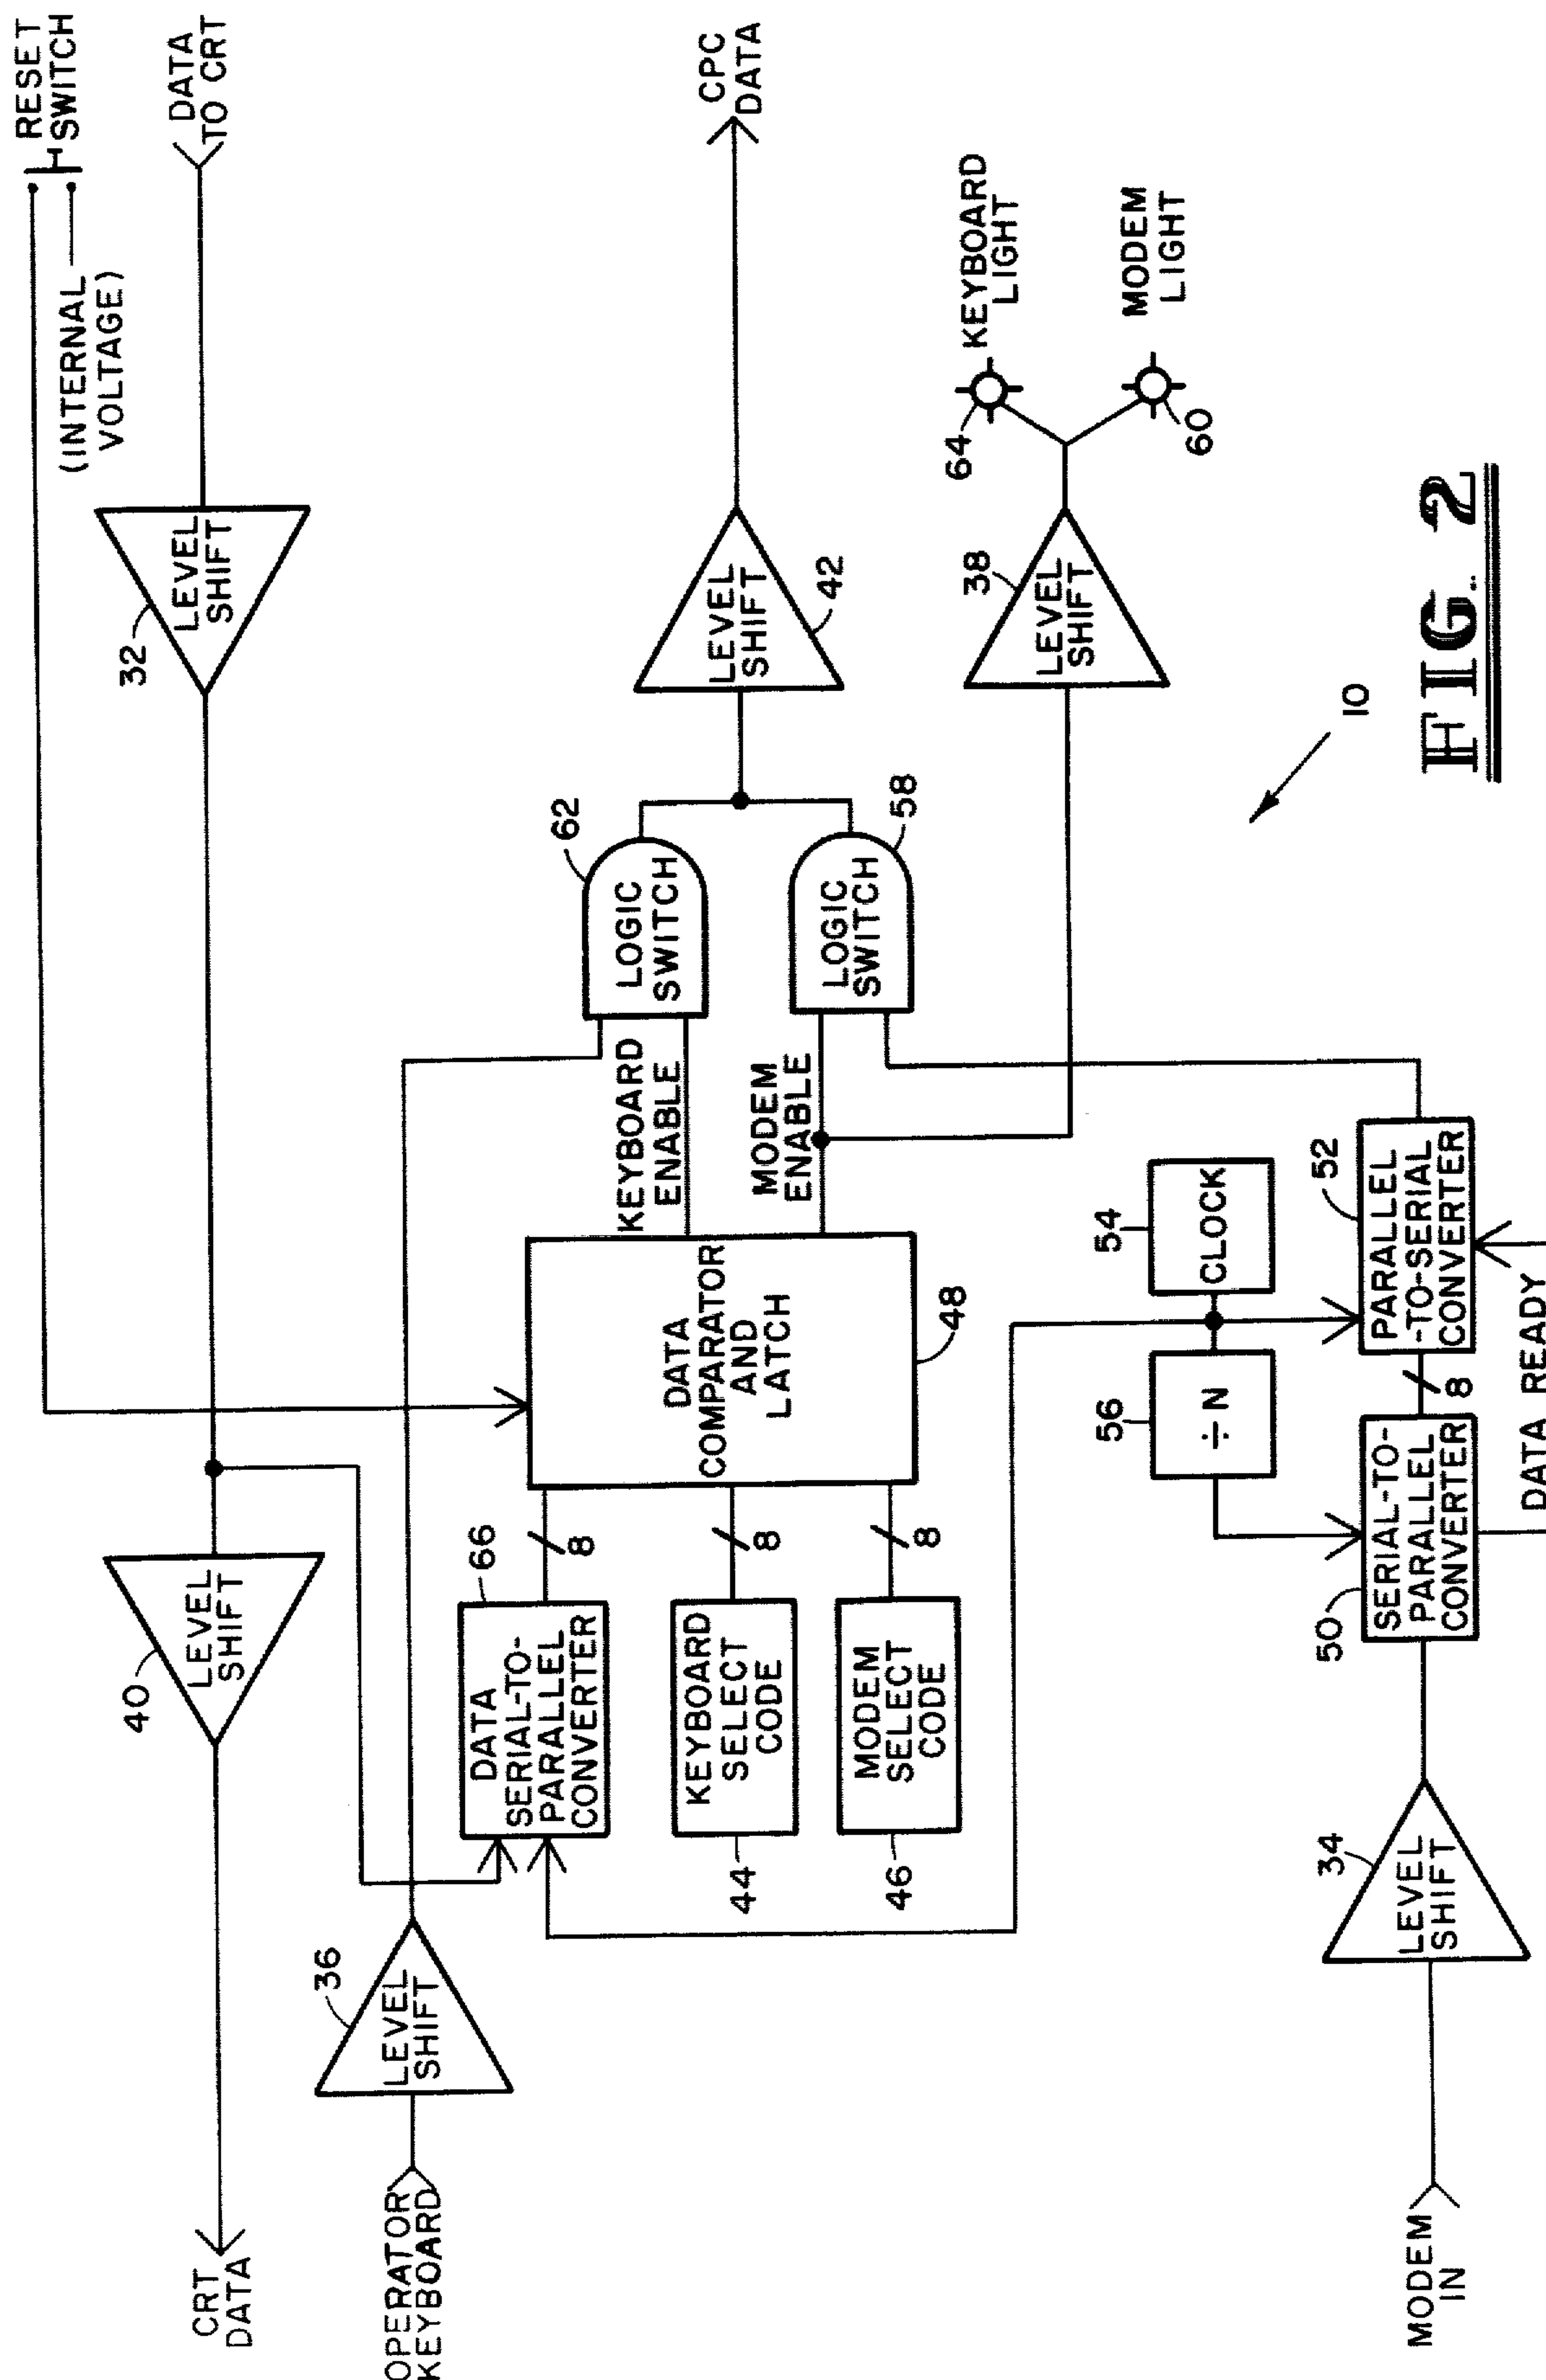 RESET
SWITCH
(INTERNAL
VOLTAGE)
DATA
TO CRT
32
LEVEL
SHIFT
40
LEVEL
SHIFT
CRT
DATA
OPERATOR
KEYBOARD
36
LEVEL
SHIFT
66
DATA
SERIAL-TO-
PARALLEL
CONVERTER
8
44
KEYBOARD
SELECT
CODE
8
46
MODEM
SELECT
CODE
8
DATA
COMPARATOR
AND
LATCH
48
KEYBOARD
ENABLE
MODEM
ENABLE
62
LOGIC
SWITCH
58
LOGIC
SWITCH
LEVEL
SHIFT
42
CPC
DATA
38
LEVEL
SHIFT
64
KEYBOARD
LIGHT
60
MODEM
LIGHT
MODEM
IN
34
LEVEL
SHIFT
50
SERIAL-TO-
PARALLEL
CONVERTER
8
56
÷ N
54
CLOCK
52
PARALLEL
-TO-SERIAL
CONVERTER
DATA READY
10
FIG. 2